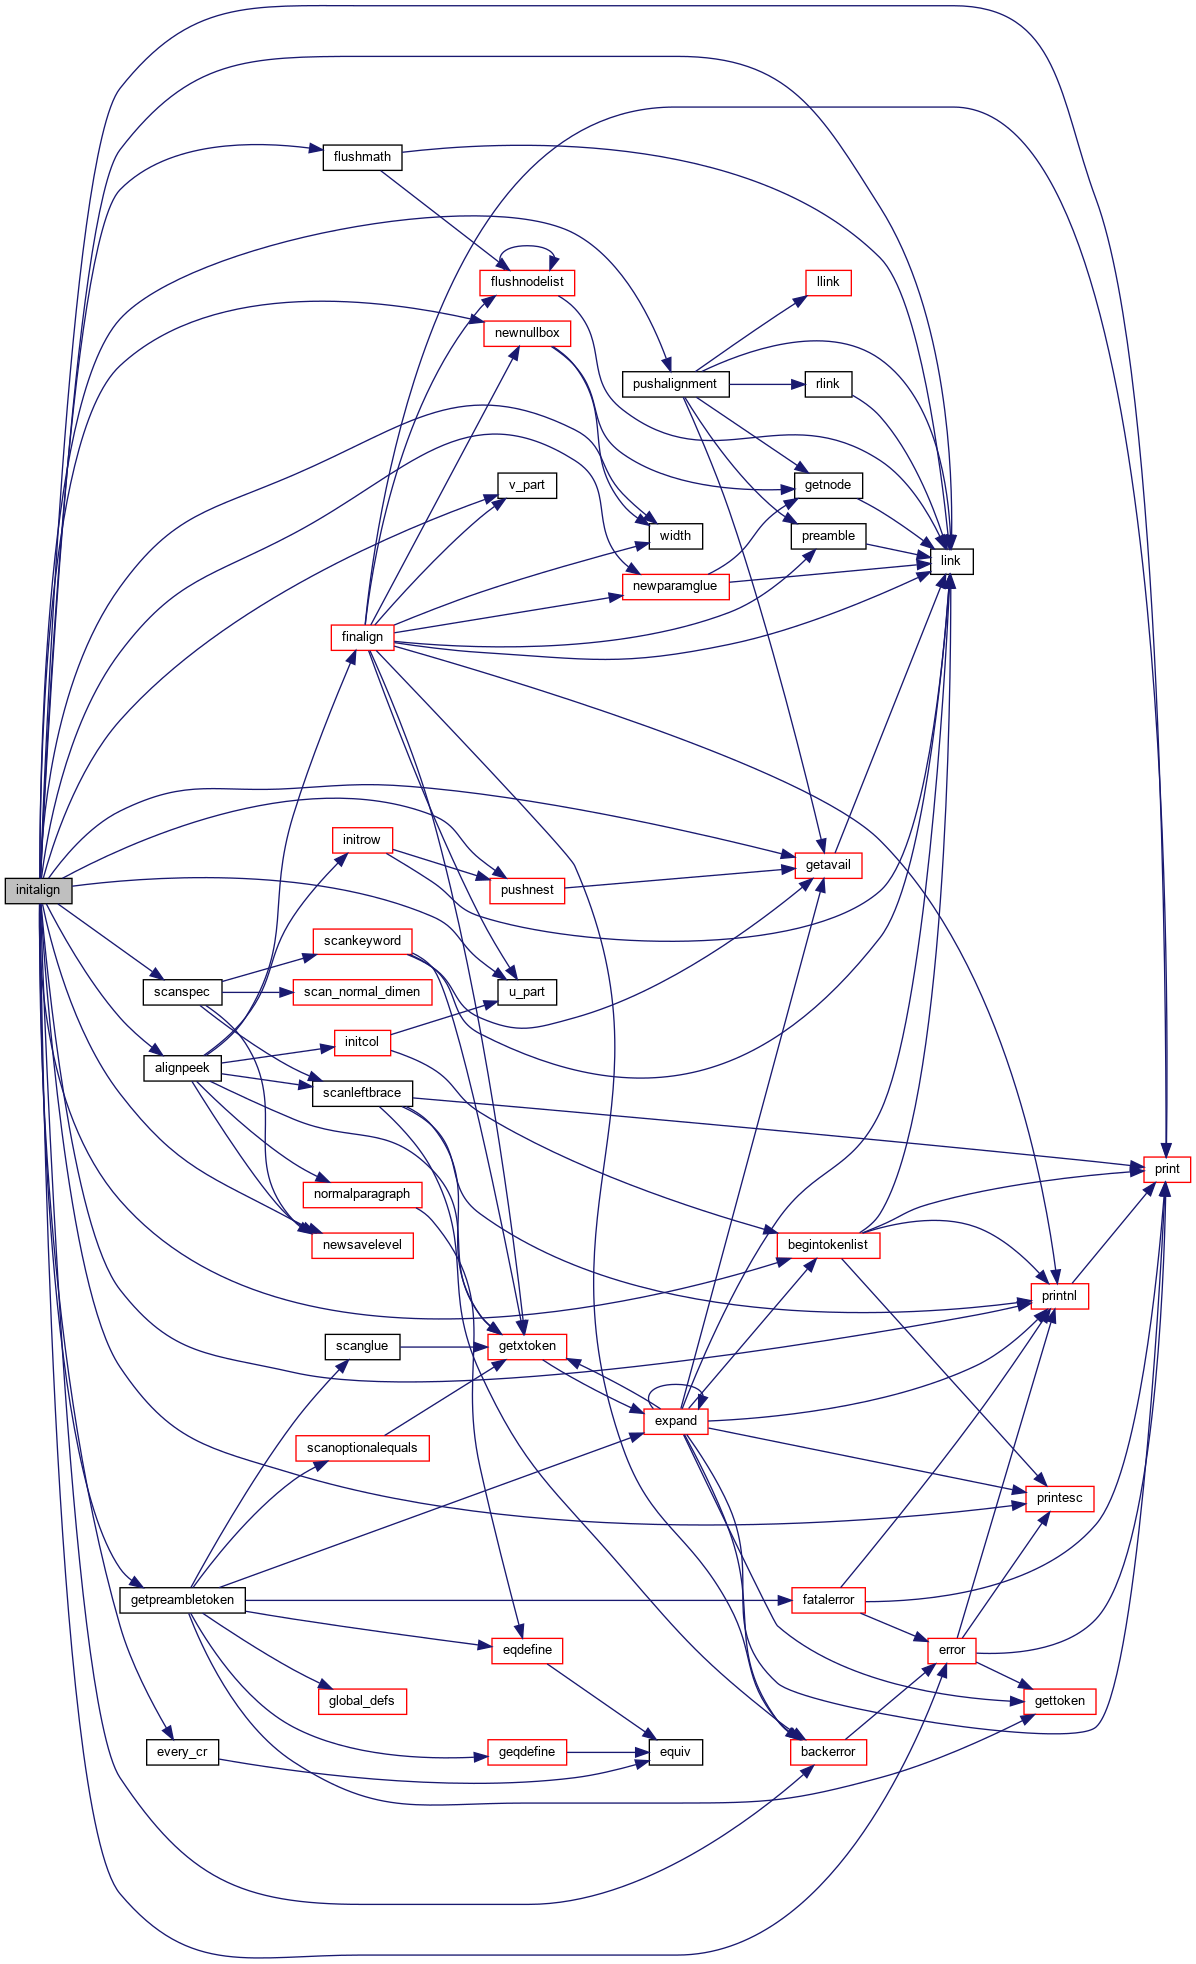 flushmath
flushnodelist
llink
newnullbox
pushalignment
rlink
v_part
getnode
width
preamble
link
newparamglue
finalign
initrow
getavail
initalign
pushnest
scankeyword
scanspec
scan_normal_dimen
u_part
initcol
alignpeek
scanleftbrace
print
normalparagraph
newsavelevel
begintokenlist
printnl
scanglue
getxtoken
expand
scanoptionalequals
printesc
getpreambletoken
fatalerror
eqdefine
error
global_defs
gettoken
every_cr
geqdefine
equiv
backerror